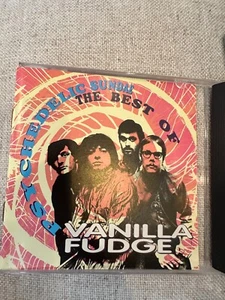 PSYCHEDELIC SUNDAE
THE BEST OF
VANILLA
FUDGE